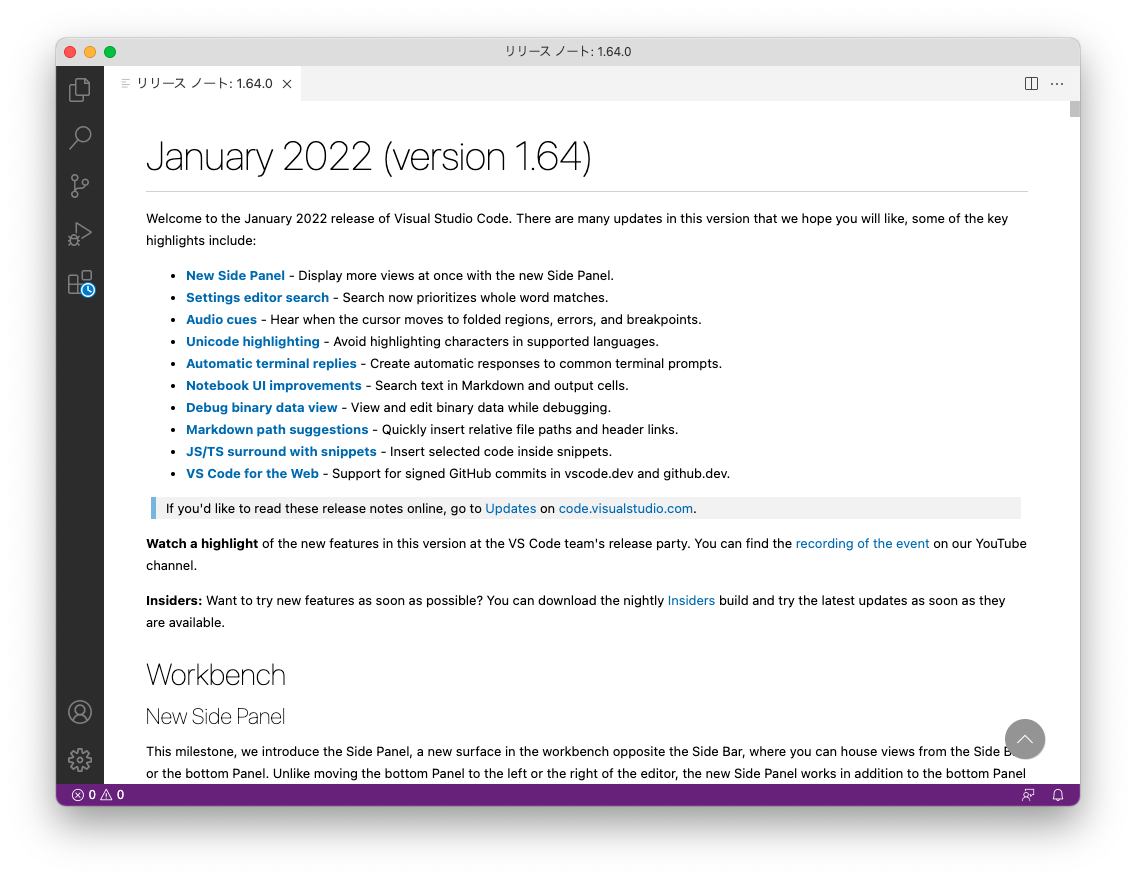 リリース ノート: 1.64.0
リリース ノート: 1.64.0
January 2022 (version 1.64)
Welcome to the January 2022 release of Visual Studio Code. There are many updates in this version that we hope you will like, some of the key
highlights include:
• New Side Panel - Display more views at once with the new Side Panel.
• Settings editor search - Search now prioritizes whole word matches.
• Audio cues - Hear when the cursor moves to folded regions, errors, and breakpoints.
• Unicode highlighting - Avoid highlighting characters in supported languages.
• Automatic terminal replies - Create automatic responses to common terminal prompts.
• Notebook UI improvements - Search text in Markdown and output cells.
• Debug binary data view - View and edit binary data while debugging.
• Markdown path suggestions - Quickly insert relative file paths and header links.
• JS/TS surround with snippets - Insert selected code inside snippets.
• VS Code for the Web - Support for signed GitHub commits in vscode.dev and github.dev.
If you'd like to read these release notes online, go to Updates on code.visualstudio.com.
Watch a highlight of the new features in this version at the VS Code team's release party. You can find the recording of the event on our YouTube
channel.
Insiders: Want to try new features as soon as possible? You can download the nightly Insiders build and try the latest updates as soon as they
are available.
Workbench
New Side Panel
This milestone, we introduce the Side Panel, a new surface in the workbench opposite the Side Bar, where you can house views from the Side
or the bottom Panel. Unlike moving the bottom Panel to the left or the right of the editor, the new Side Panel works in addition to the bottom Panel
0 0